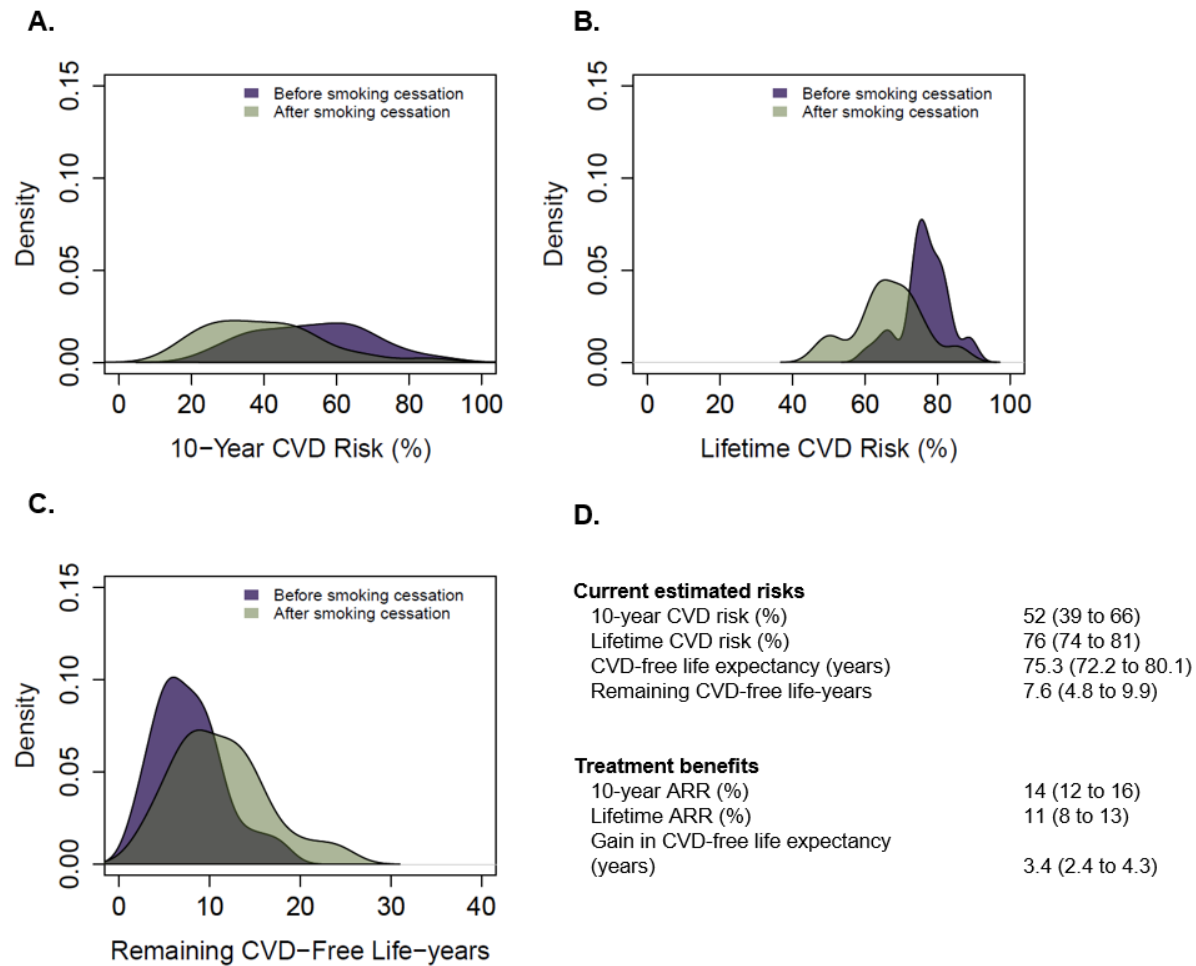 A.
Before smoking cessation
After smoking cessation
0.15
0.10
0.05
0.00
Density
0 20 40 60 80 100
10−Year CVD Risk (%)
B.
Before smoking cessation
After smoking cessation
0.15
0.10
0.05
0.00
Density
0 20 40 60 80 100
Lifetime CVD Risk (%)
C.
Before smoking cessation
After smoking cessation
0.15
0.10
0.05
0.00
Density
0 10 20 30 40
Remaining CVD−Free Life−years
D.
Current estimated risks
10-year CVD risk (%) 52 (39 to 66)
Lifetime CVD risk (%) 76 (74 to 81)
CVD-free life expectancy (years) 75.3 (72.2 to 80.1)
Remaining CVD-free life-years 7.6 (4.8 to 9.9)
Treatment benefits
10-year ARR (%) 14 (12 to 16)
Lifetime ARR (%) 11 (8 to 13)
Gain in CVD-free life expectancy
(years) 3.4 (2.4 to 4.3)